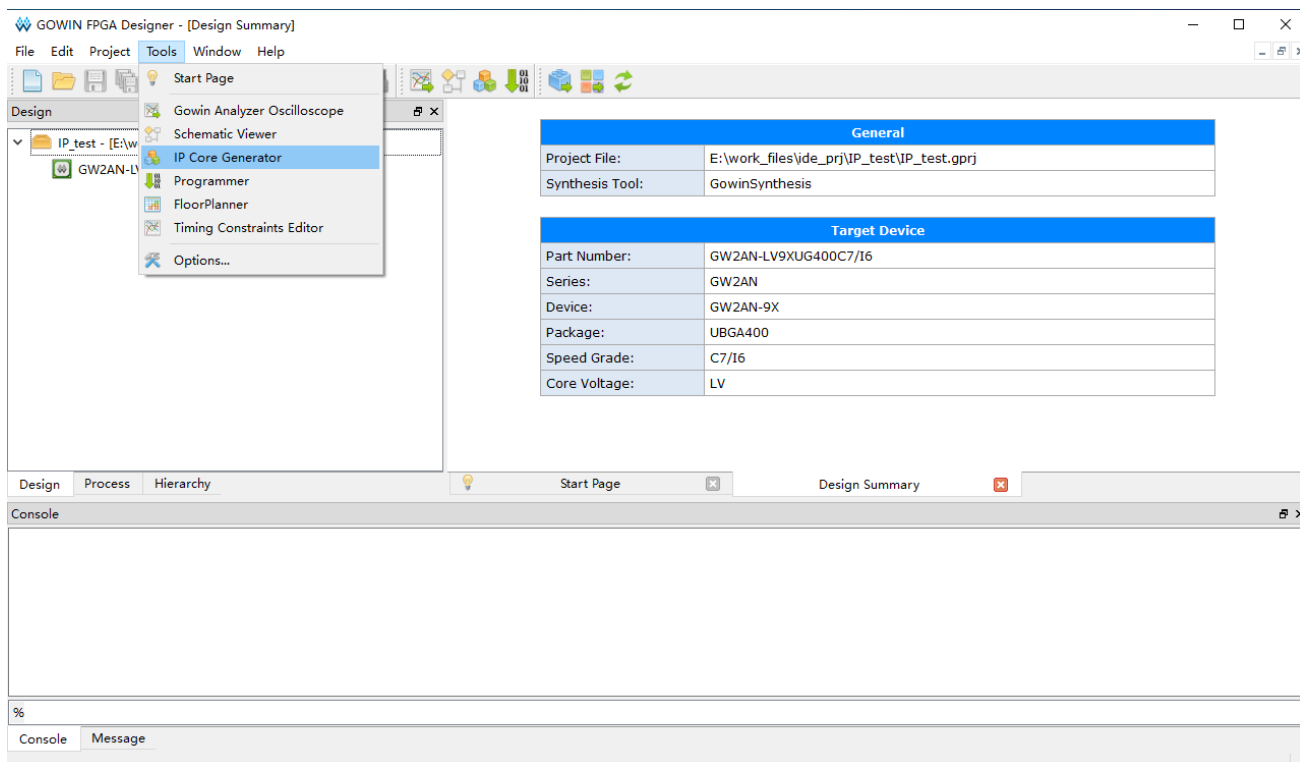 GOWIN FPGA Designer - [Design Summary]
File Edit Project Tools Window Help
Start Page
Gowin Analyzer Oscilloscope
Schematic Viewer
IP Core Generator
Programmer
FloorPlanner
Timing Constraints Editor
Options...
Design
IP_test - [E:\w
GW2AN-LV
General
Project File: E:\work_files\ide_prj\IP_test\IP_test.gprj
Synthesis Tool: GowinSynthesis
Target Device
Part Number: GW2AN-LV9XUG400C7/I6
Series: GW2AN
Device: GW2AN-9X
Package: UBGA400
Speed Grade: C7/I6
Core Voltage: LV
Design Process Hierarchy
Start Page Design Summary
Console
%
Console Message